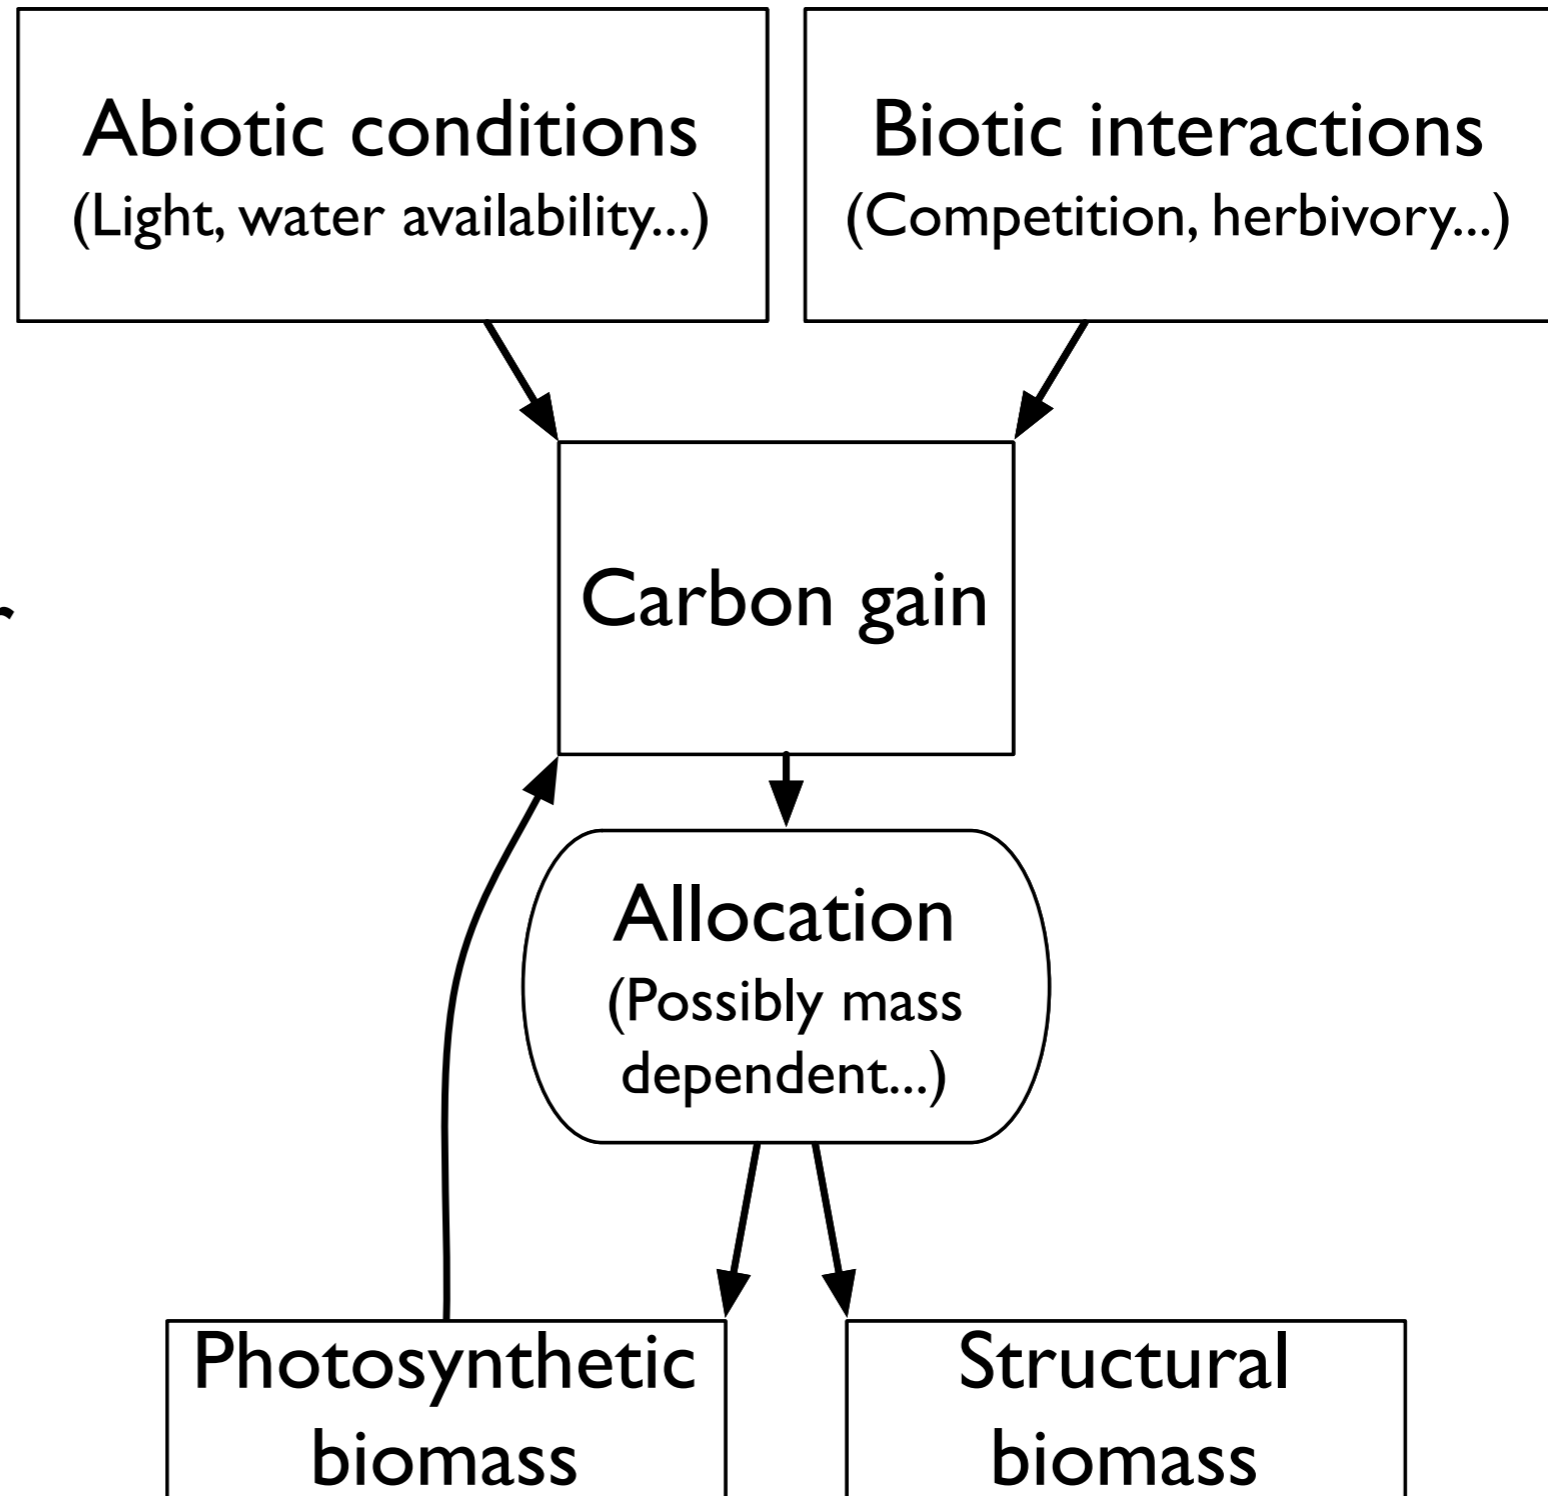 Abiotic conditions
(Light, water availability...)
Biotic interactions
(Competition, herbivory...)
Carbon gain
Allocation
(Possibly mass
dependent...)
Photosynthetic
biomass
Structural
biomass